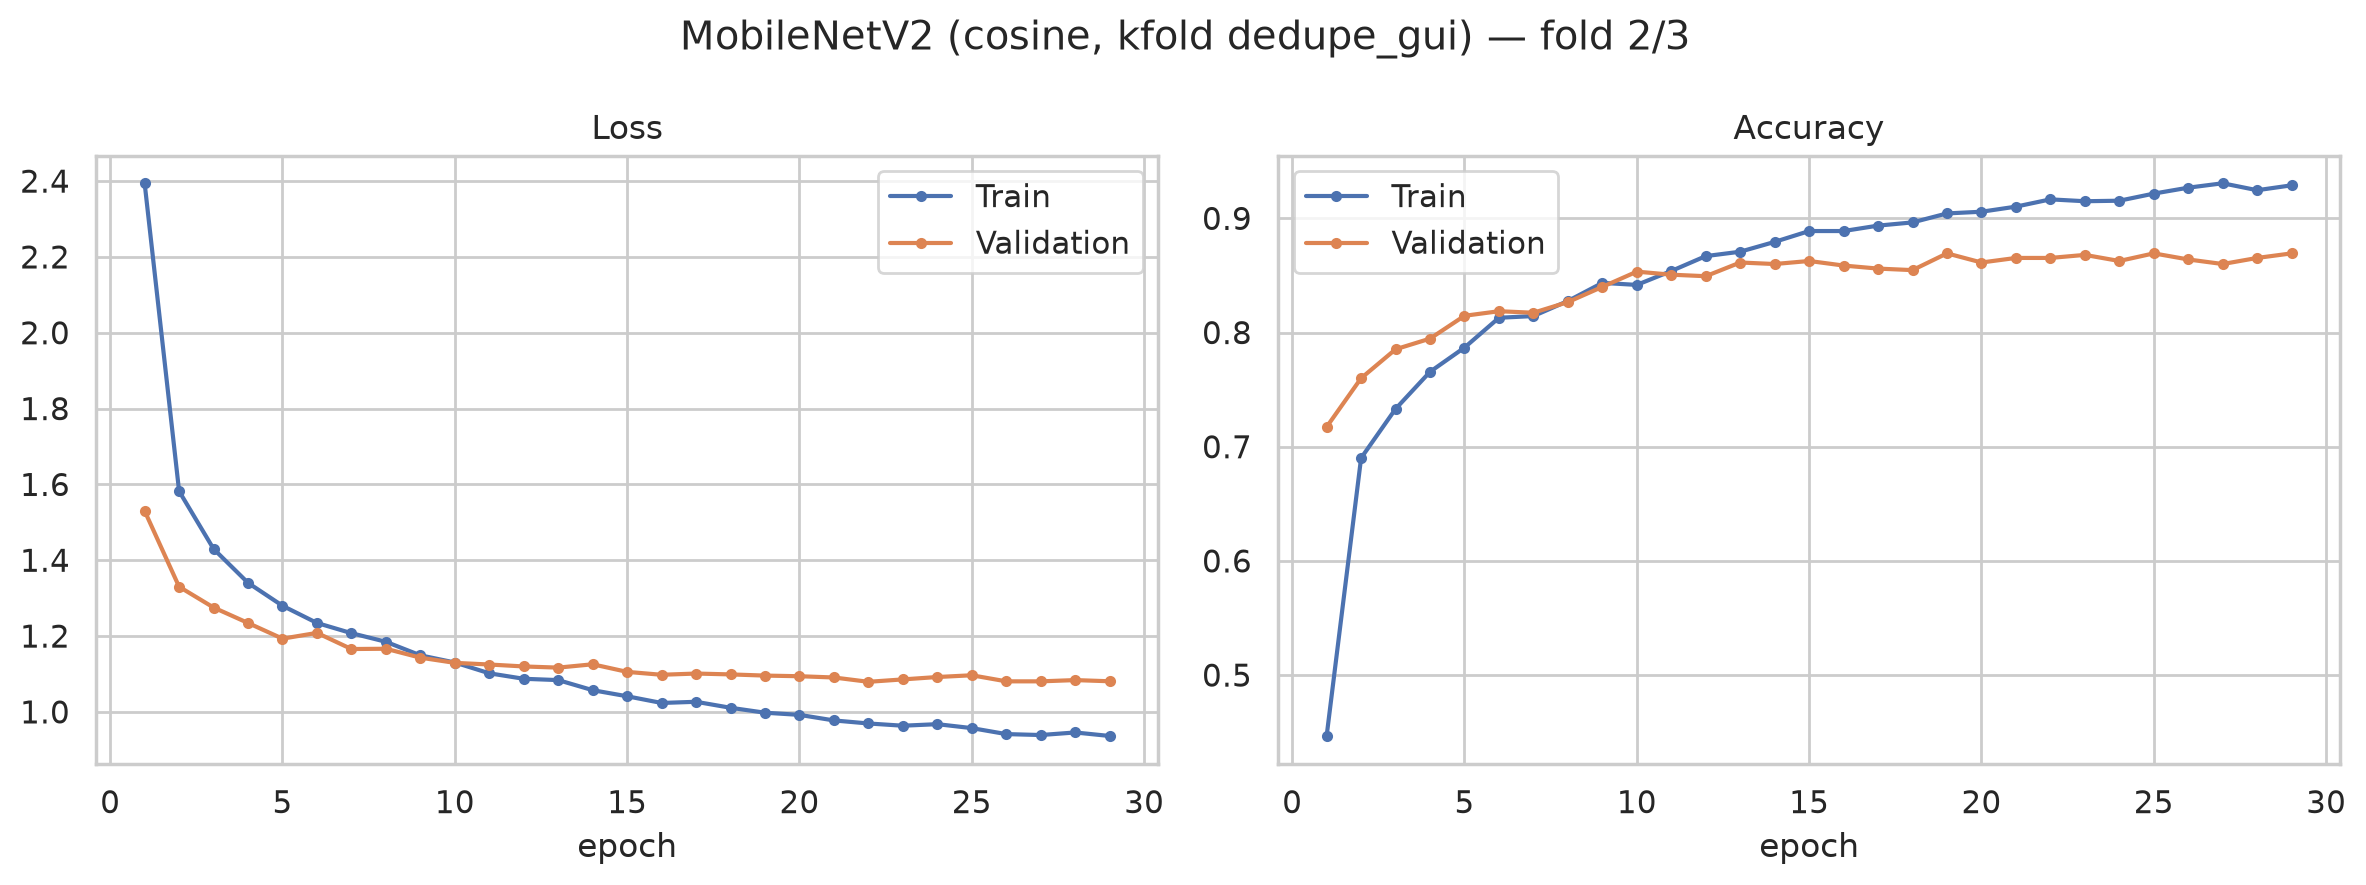 MobileNetV2 (cosine, kfold dedupe_gui) — fold 2/3
Loss
2.4
2.2
2.0
1.8
1.6
1.4
1.2
1.0
Train
Validation
0 5 10 15 20 25 30
epoch
Accuracy
0.9
0.8
0.7
0.6
0.5
Train
Validation
0 5 10 15 20 25 30
epoch